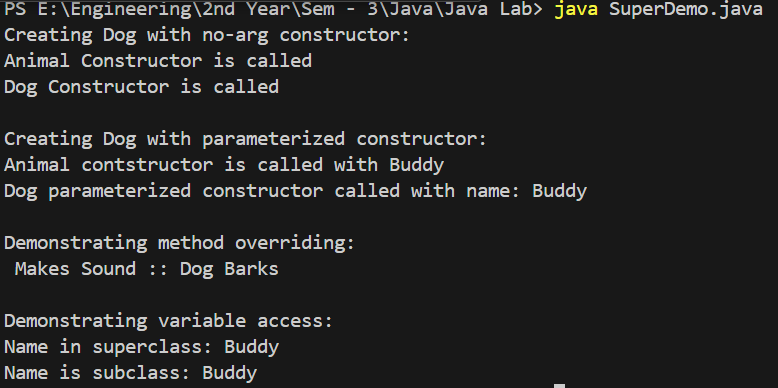 PS E:\Engineering\2nd Year\Sem - 3\Java\Java Lab> java SuperDemo.java
Creating Dog with no-arg constructor:
Animal Constructor is called
Dog Constructor is called

Creating Dog with parameterized constructor:
Animal contstructor is called with Buddy
Dog parameterized constructor called with name: Buddy

Demonstrating method overriding:
 Makes Sound :: Dog Barks

Demonstrating variable access:
Name in superclass: Buddy
Name is subclass: Buddy